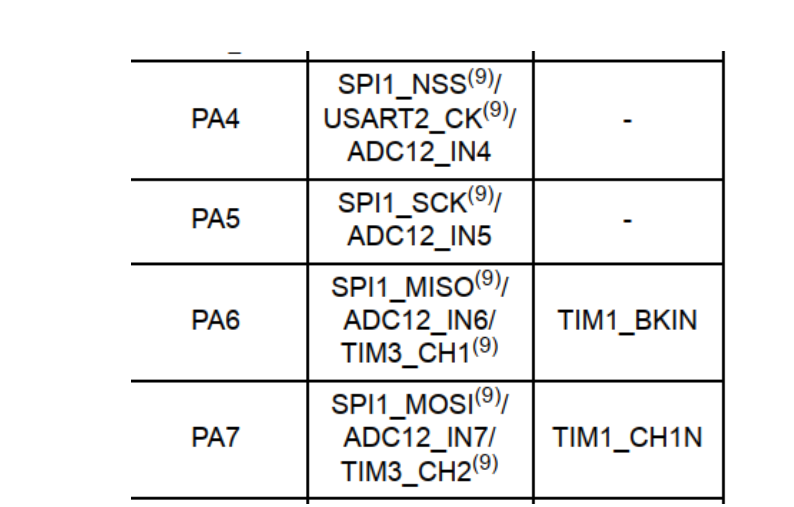 PA4
SPI1_NSS(9)/
USART2_CK(9)/
ADC12_IN4
-
PA5
SPI1_SCK(9)/
ADC12_IN5
-
PA6
SPI1_MISO(9)/
ADC12_IN6/
TIM3_CH1(9)
TIM1_BKIN
PA7
SPI1_MOSI(9)/
ADC12_IN7/
TIM3_CH2(9)
TIM1_CH1N